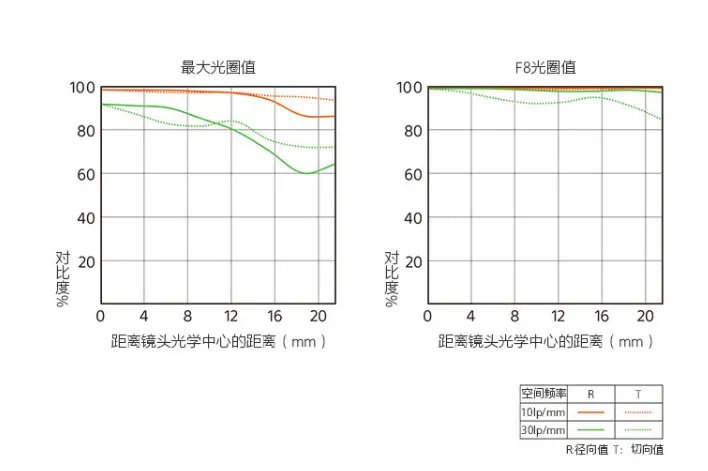 最大光圈值
F8光圈值
100
80
60
40
20
对比度%
0 4 8 12 16 20
距离镜头光学中心的距离（mm）
100
80
60
40
20
对比度%
0 4 8 12 16 20
距离镜头光学中心的距离（mm）
空间频率 R T
10lp/mm
30lp/mm
R径向值 T: 切向值